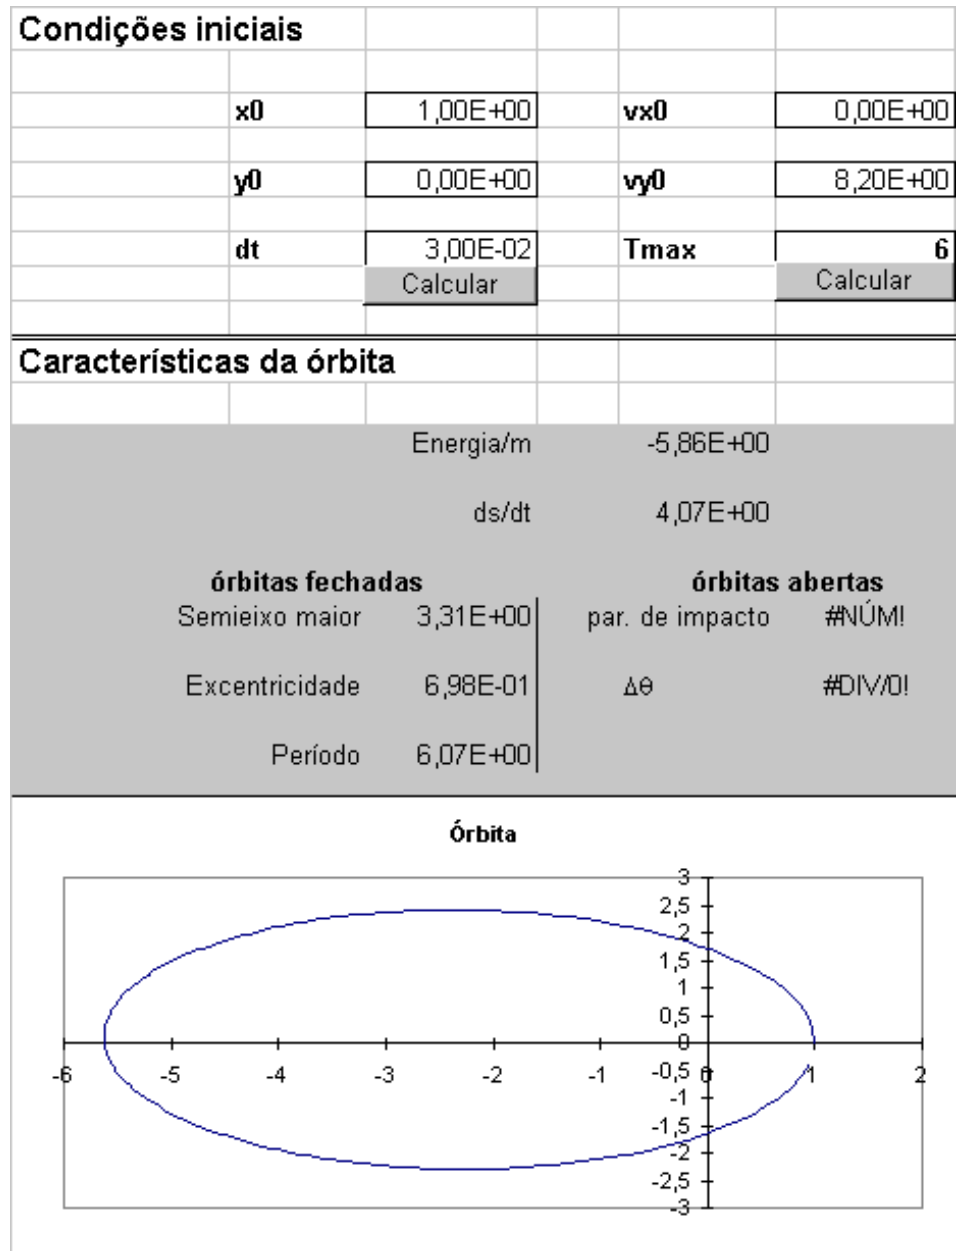 Condições iniciais
x0 1,00E+00 vx0 0,00E+00
y0 0,00E+00 vy0 8,20E+00
dt 3,00E-02 Tmax 6
Calcular Calcular
Característísticas da órbita
Energia/m -5,86E+00
ds/dt 4,07E+00
órbitas fechadas órbitas abertas
Semieixo maior 3,31E+00 par. de impacto #NÚM!
Excentricidade 6,98E-01 Δθ #DIV/0!
Período 6,07E+00
Órbita
3
2,5
2
1,5
1
0,5
0
-6 -5 -4 -3 -2 -1 -0,5 0 1 2
-1
-1,5
-2
-2,5
-3